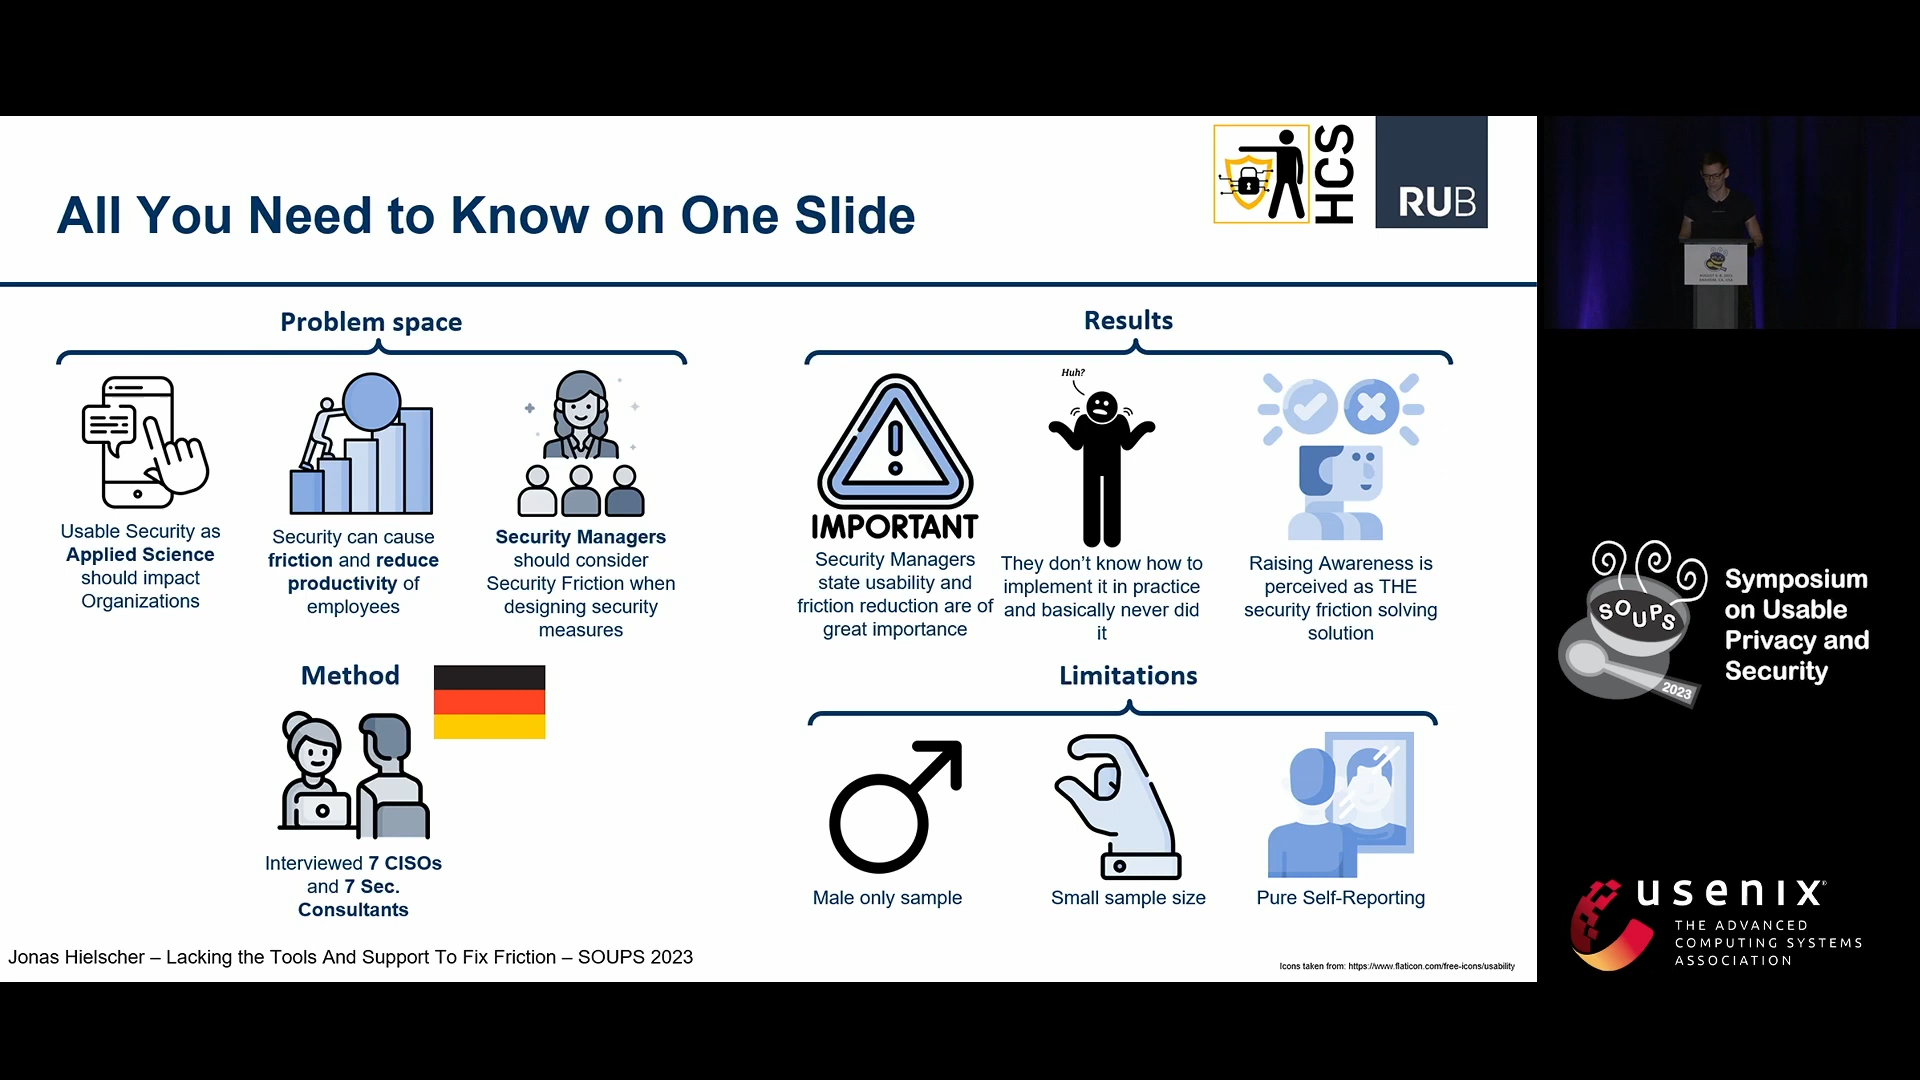 All You Need to Know on One Slide
HCS
RUB
Problem space
Usable Security as
Applied Science
should impact
Organizations
Security can cause
friction and reduce
productivity of
employees
Security Managers
should consider
Security Friction when
designing security
measures
Method
Interviewed 7 CISOs
and 7 Sec.
Consultants
Results
IMPORTANT
Security Managers
state usability and
friction reduction are of
great importance
Huh?
They don't know how to
implement it in practice
and basically never did
it
Raising Awareness is
perceived as THE
security friction solving
solution
Limitations
Male only sample
Small sample size
Pure Self-Reporting
Jonas Hielscher – Lacking the Tools And Support To Fix Friction – SOUPS 2023
Icons taken from: https://www.flaticon.com/free-icons/usability
SOUPS
2023
Symposium
on Usable
Privacy and
Security
usenix®
THE ADVANCED
COMPUTING SYSTEMS
ASSOCIATION